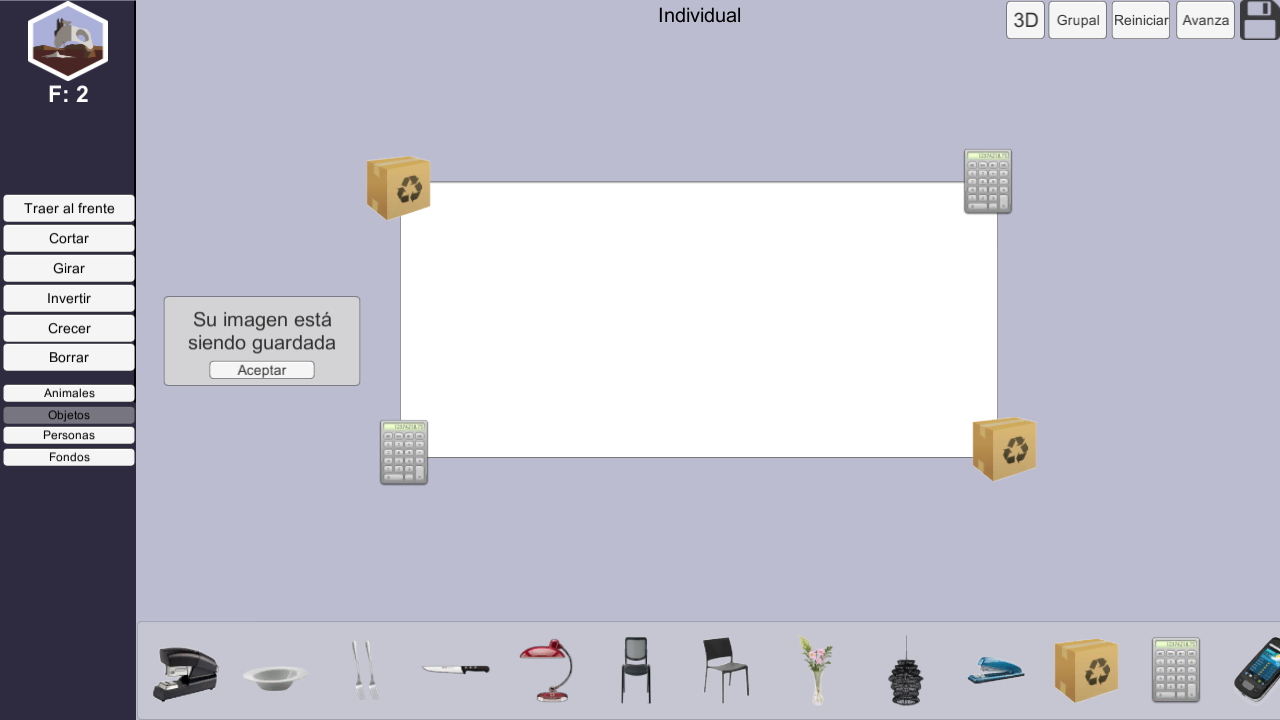 Individual
3D
Grupal
Reiniciar
Avanza
F: 2
Traer al frente
Cortar
Girar
Invertir
Crecer
Borrar
Animales
Objetos
Personas
Fondos
Su imagen está
siendo guardada
Aceptar